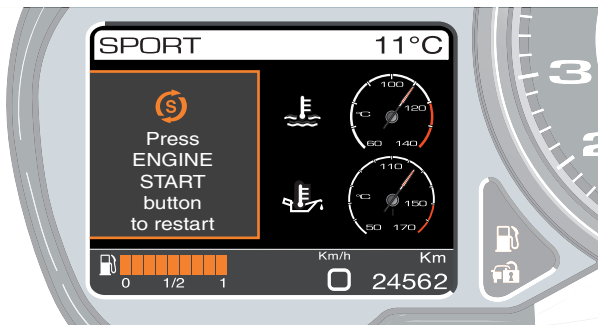 SPORT 11°C
S
Press
ENGINE
START
button
to restart
100
°C 120
60 140
110
°C 150
50 170
0 1/2 1
Km/h
0
Km
24562
3
2